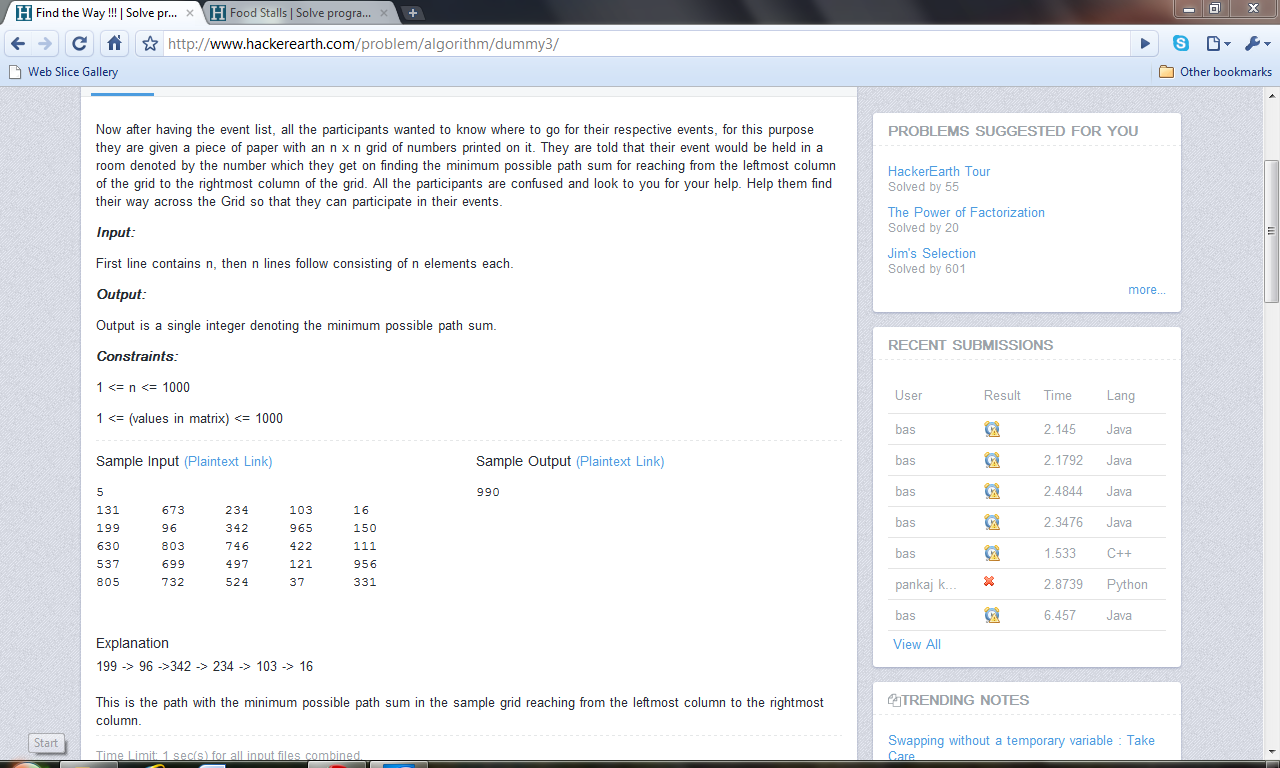 Find the Way !!! | Solve pr...
Food Stalls | Solve progra...
http://www.hackerearth.com/problem/algorithm/dummy3/
Web Slice Gallery
Other bookmarks
Now after having the event list, all the participants wanted to know where to go for their respective events, for this purpose
they are given a piece of paper with an n x n grid of numbers printed on it. They are told that their event would be held in a
room denoted by the number which they get on finding the minimum possible path sum for reaching from the leftmost column
of the grid to the rightmost column of the grid. All the participants are confused and look to you for your help. Help them find
their way across the Grid so that they can participate in their events.
Input:
First line contains n, then n lines follow consisting of n elements each.
Output:
Output is a single integer denoting the minimum possible path sum.
Constraints:
1 <= n <= 1000
1 <= (values in matrix) <= 1000
Sample Input (Plaintext Link)
5
131 673 234 103 16
199 96 342 965 150
630 803 746 422 111
537 699 497 121 956
805 732 524 37 331
Sample Output (Plaintext Link)
990
Explanation
199 -> 96 ->342 -> 234 -> 103 -> 16
This is the path with the minimum possible path sum in the sample grid reaching from the leftmost column to the rightmost
column.
Time Limit: 1 sec(s) for all input files combined.
Start
PROBLEMS SUGGESTED FOR YOU
HackerEarth Tour
Solved by 55
The Power of Factorization
Solved by 20
Jim's Selection
Solved by 601
more...
RECENT SUBMISSIONS
User Result Time Lang
bas 2.145 Java
bas 2.1792 Java
bas 2.4844 Java
bas 2.3476 Java
bas 1.533 C++
pankaj k... 2.8739 Python
bas 6.457 Java
View All
TRENDING NOTES
Swapping without a temporary variable : Take
Care